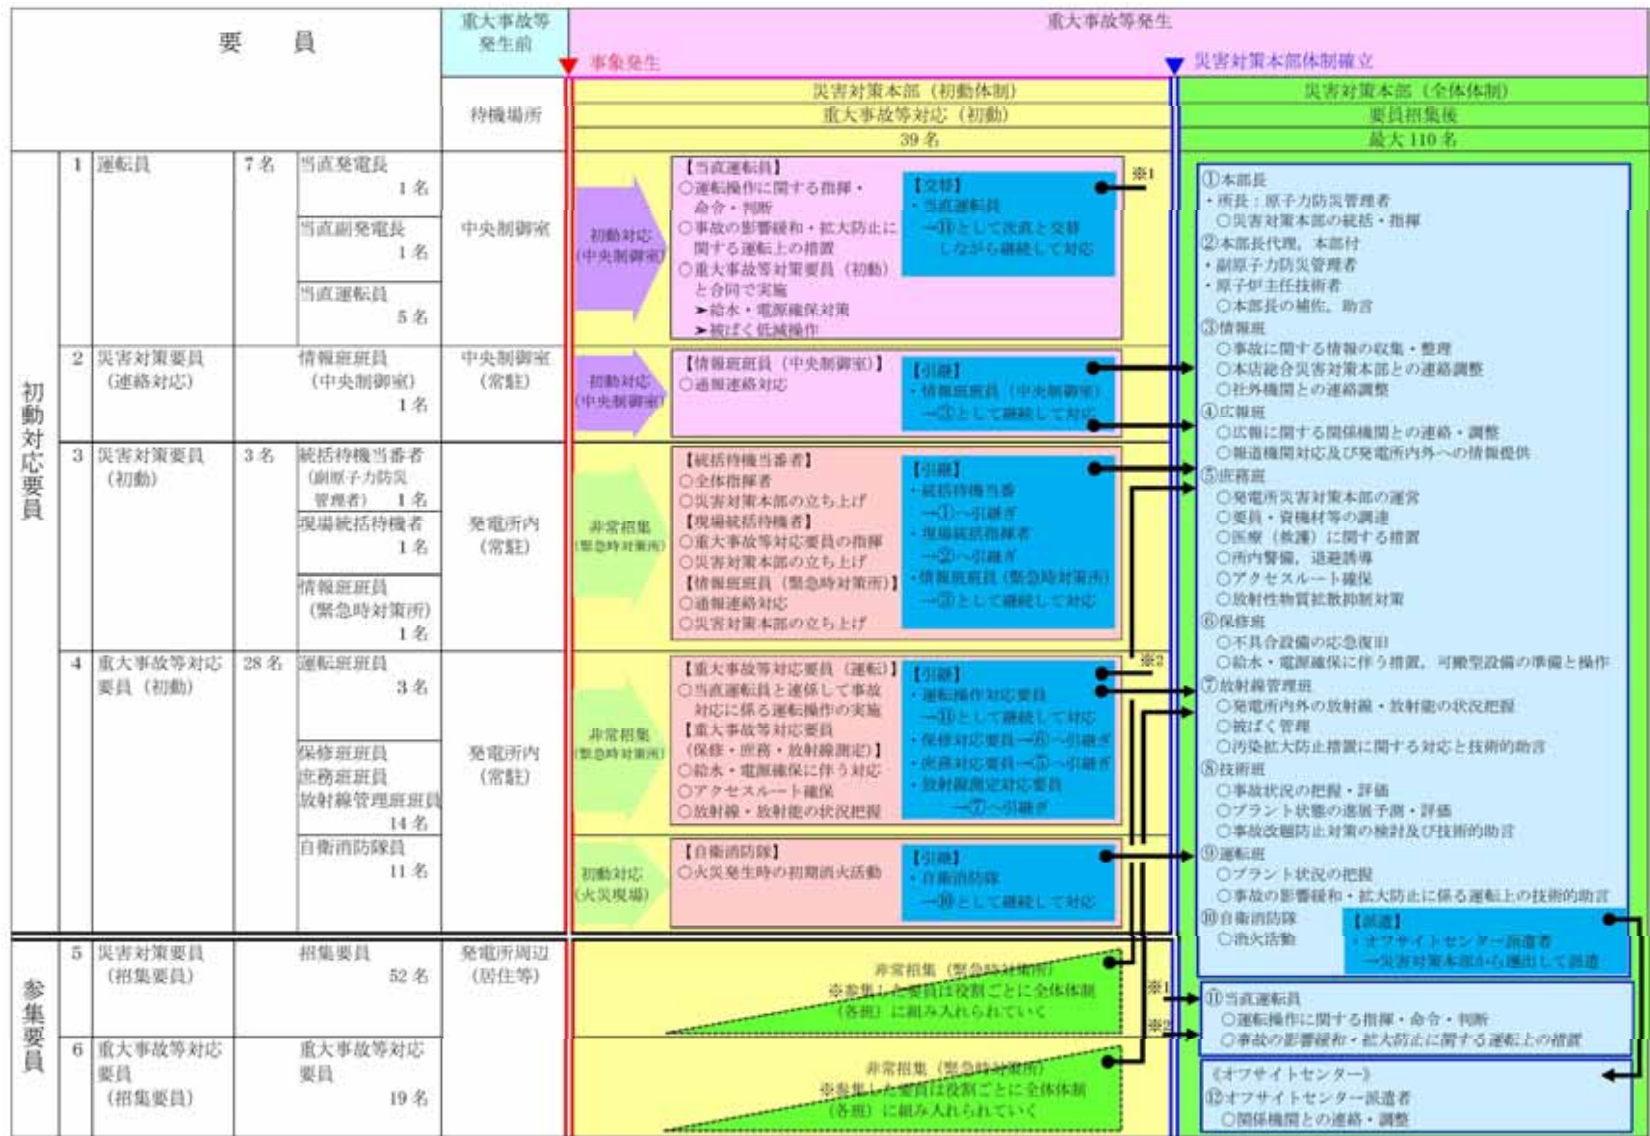 要 員
重大事故等
発生前
重大事故等発生
事象発生
災害対策本部体制確立
待機場所
災害対策本部（初動体制）
重大事故等対応（初動）
39 名
災害対策本部（全体体制）
要員招集後
最大 110 名
初動対応要員
1 運転員 7 名 当直発電長
1 名
当直副発電長
1 名
当直運転員
5 名
中央制御室
初動対応
(中央制御室)
【当直運転員】
○運転操作に関する指揮・
命令・判断
○事故の影響緩和・拡大防止に
関する運転上の措置
○重大事故等対策要員（初動）
と合同で実施
➤給水・電源確保対策
➤被ばく低減操作
【交替】
・当直運転員
→⑪として次直と交替
しながら継続して対応
※1
2 災害対策要員
（連絡対応）
情報班班員
（中央制御室）
1 名
中央制御室
（常駐）
初動対応
(中央制御室)
【情報班班員（中央制御室）】
○通報連絡対応
【引継】
・情報班班員（中央制御室）
→③として継続して対応
3 災害対策要員
（初動）
3 名
統括待機当番者
（副原子力防災
管理者） 1 名
現場統括待機者
1 名
情報班班員
（緊急時対策所）
1 名
発電所内
（常駐）
非常招集
(緊急時対策所)
【統括待機当番者】
○全体指揮者
○災害対策本部の立ち上げ
【現場統括待機者】
○重大事故等対応要員の指揮
○災害対策本部の立ち上げ
【情報班班員（緊急時対策所）】
○通報連絡対応
○災害対策本部の立ち上げ
【引継】
・統括待機当番
→①へ引継ぎ
・現場統括指揮者
→②へ引継ぎ
・情報班班員（緊急時対策所）
→③として継続して対応
4 重大事故等対応
要員（初動）
28 名 運転班班員
3 名
保修班班員
庶務班班員
放射線管理班班員
14 名
自衛消防隊員
11 名
発電所内
（常駐）
非常招集
(緊急時対策所)
【重大事故等対応要員（運転）】
○当直運転員と連係して事故
対応に係る運転操作の実施
【重大事故等対応要員
（保修・庶務・放射線測定）】
○給水・電源確保に伴う対応
○アクセスルート確保
○放射線・放射能の状況把握
【引継】
・運転操作対応要員
→⑪として継続して対応
・保修対応要員→⑥へ引継ぎ
・庶務対応要員→⑤へ引継ぎ
・放射線測定対応要員
→⑦へ引継ぎ
※2
初動対応
(火災現場)
【自衛消防隊】
○火災発生時の初期消火活動
【引継】
・自衛消防隊
→⑩として継続して対応
参集要員
5 災害対策要員
（招集要員）
招集要員
52 名
発電所周辺
（居住等）
非常招集（緊急時対策所）
※参集した要員は役割ごとに全体体制
（各班）に組み入れられていく
※1
※2
6 重大事故等対応
要員
（招集要員）
重大事故等対応
要員
19 名
非常招集（緊急時対策所）
※参集した要員は役割ごとに全体体制
（各班）に組み入れられていく
①本部長
・所長：原子力防災管理者
○災害対策本部の統括・指揮
②本部長代理，本部付
・副原子力防災管理者
・原子炉主任技術者
○本部長の補佐，助言
③情報班
○事故に関する情報の収集・整理
○本店総合災害対策本部との連絡調整
○社外機関との連絡調整
④広報班
○広報に関する関係機関との連絡・調整
○報道機関対応及び発電所内外への情報提供
⑤庶務班
○発電所災害対策本部の運営
○要員・資機材等の調達
○医療（救護）に関する措置
○所内警備，退避誘導
○アクセスルート確保
○放射性物質拡散抑制対策
⑥保修班
○不具合設備の応急復旧
○給水・電源確保に伴う措置，可搬型設備の準備と操作
⑦放射線管理班
○発電所内外の放射線・放射能の状況把握
○被ばく管理
○汚染拡大防止措置に関する対応と技術的助言
⑧技術班
○事故状況の把握・評価
○プラント状態の進展予測・評価
○事故改題防止対策の検討及び技術的助言
⑨運転班
○プラント状況の把握
○事故の影響緩和・拡大防止に係る運転上の技術的助言
⑩自衛消防隊
○消火活動
【派遣】
・オフサイトセンター派遣者
→災害対策本部から選出して派遣
⑪当直運転員
○運転操作に関する指揮・命令・判断
○事故の影響緩和・拡大防止に関する運転上の措置
《オフサイトセンター》
⑫オフサイトセンター派遣者
○関係機関との連絡・調整